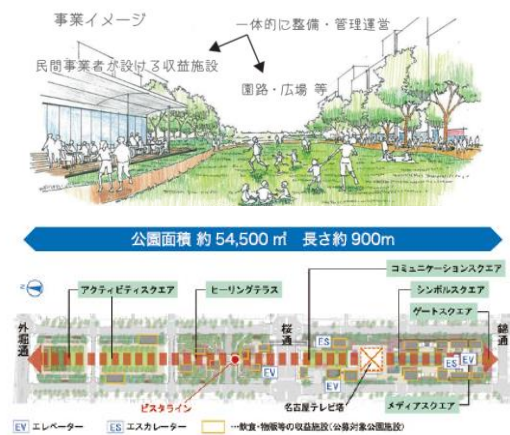 事業イメージ
一体的に整備・管理運営
民間事業者が設ける収益施設
園路・広場 等
公園面積 約 54,500 ㎡ 長さ約 900m
コミュニケーションスクエア
アクティビティスクエア
ヒーリングテラス
シンボルスクエア
ゲートスクエア
N
外堀通
桜通
錦通
ES
ES
EV
EV
EV
ビスタライン
名古屋テレビ塔
メディアスクエア
EV エレベーター
ES エスカレーター
…飲食・物販等の収益施設(公募対象公園施設)